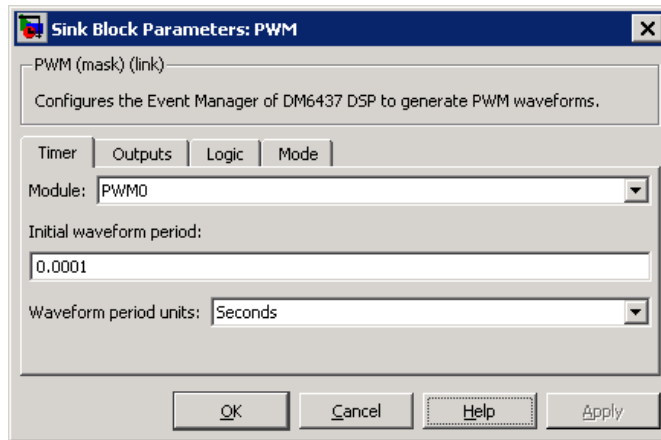 Sink Block Parameters: PWM
PWM (mask) (link)
Configures the Event Manager of DM6437 DSP to generate PWM waveforms.
Timer Outputs Logic Mode
Module: PWM0
Initial waveform period:
0.0001
Waveform period units: Seconds
OK Cancel Help Apply